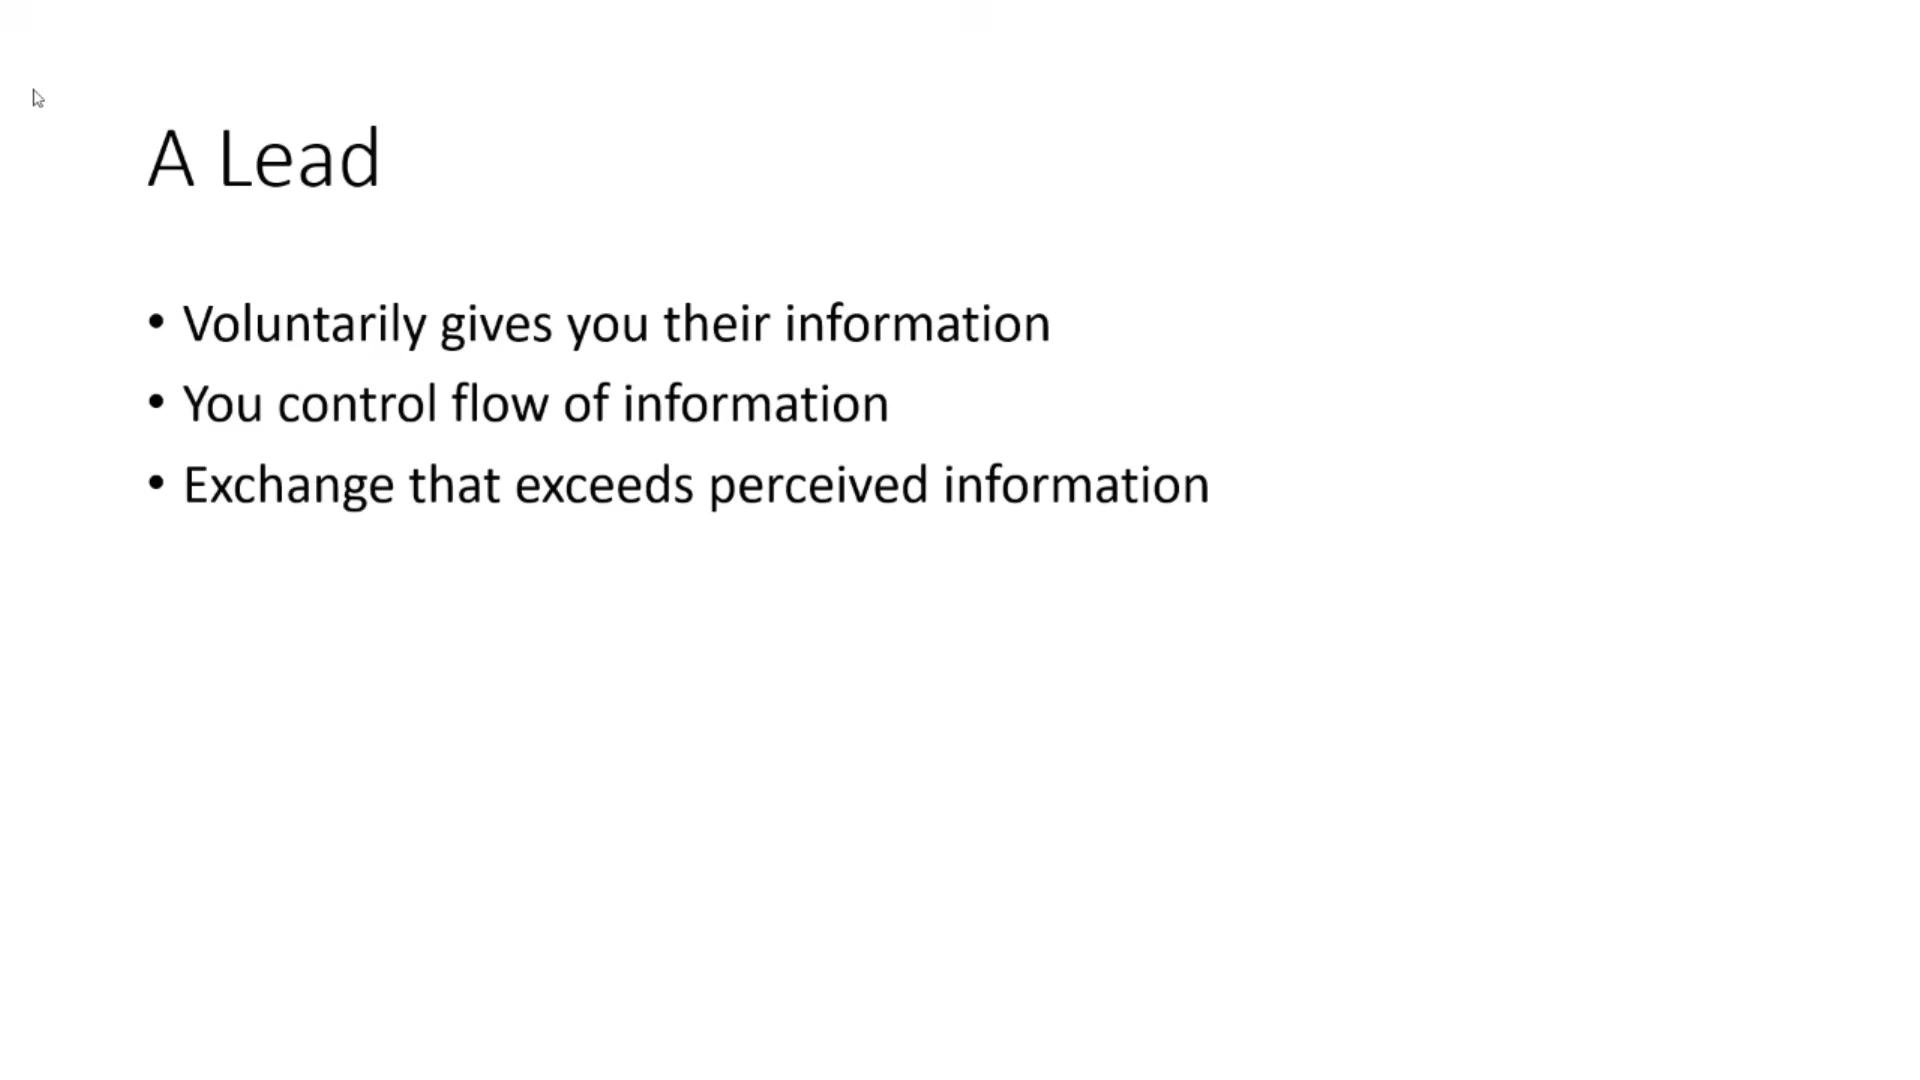 A Lead
• Voluntarily gives you their information
• You control flow of information
• Exchange that exceeds perceived information